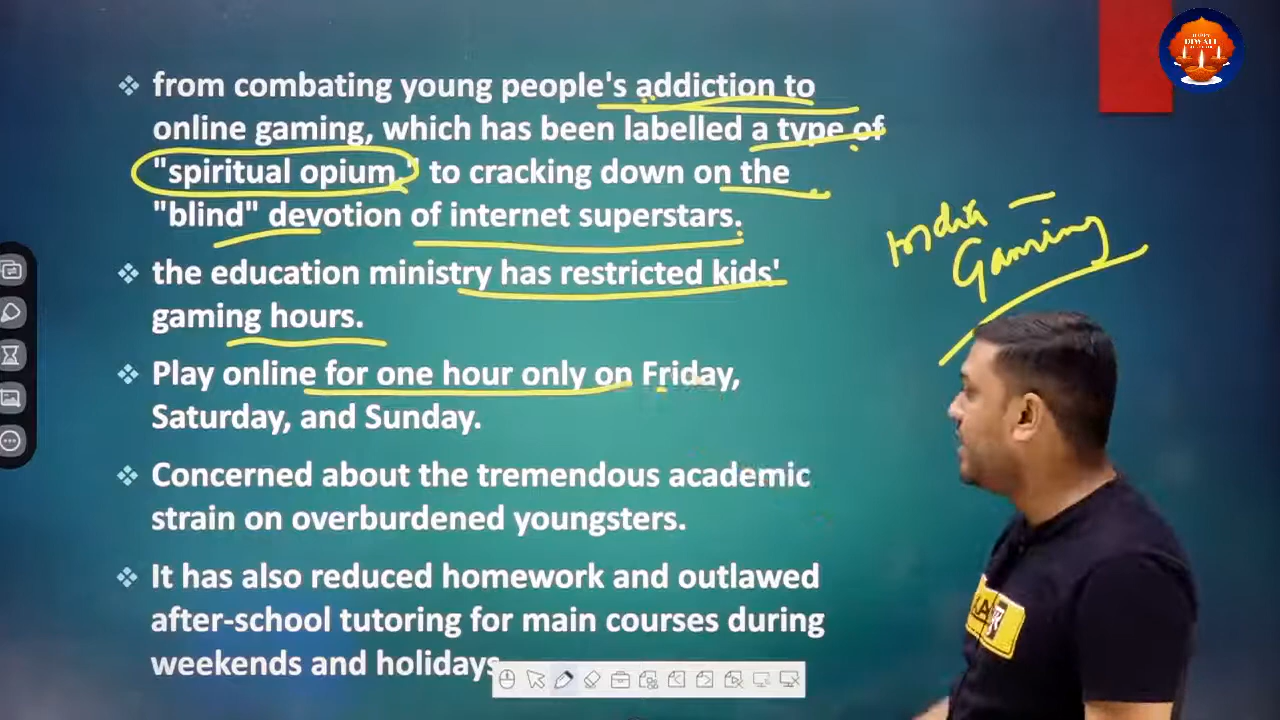 HAPPY
DIWALI
❖ from combating young people's addiction to
online gaming, which has been labelled a type of
"spiritual opium," to cracking down on the
"blind" devotion of internet superstars.
❖ the education ministry has restricted kids'
gaming hours.
❖ Play online for one hour only on Friday,
Saturday, and Sunday.
❖ Concerned about the tremendous academic
strain on overburdened youngsters.
❖ It has also reduced homework and outlawed
after-school tutoring for main courses during
weekends and holidays
India –
Gaming